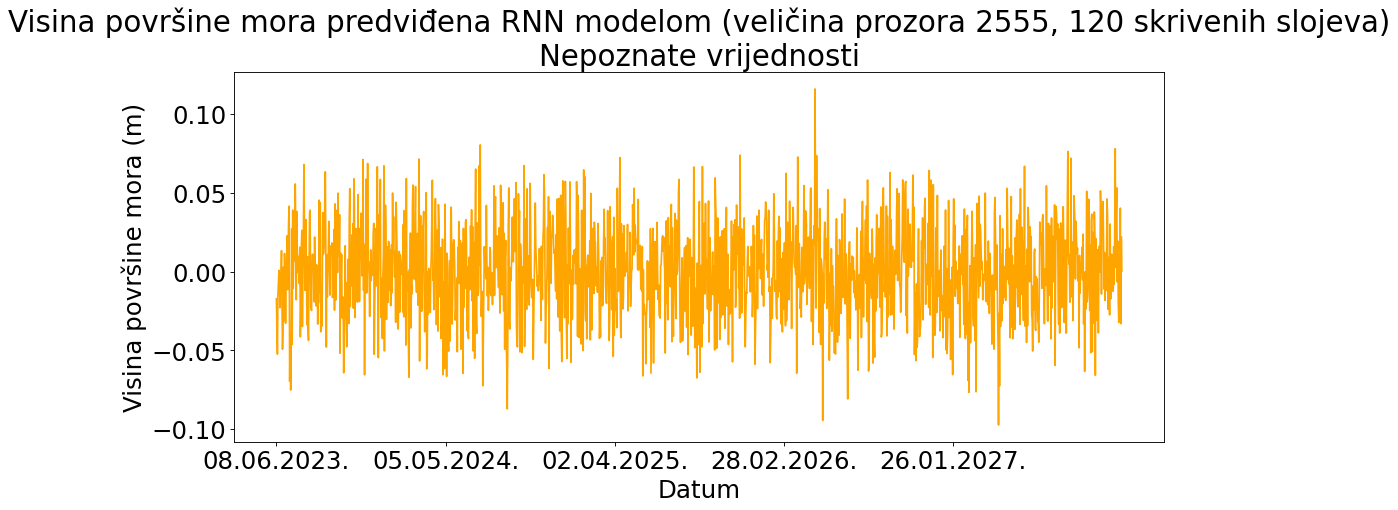 Visina površine mora predviđena RNN modelom (veličina prozora 2555, 120 skrivenih slojeva)
Nepoznate vrijednosti
Visina površine mora (m)
0.10
0.05
0.00
−0.05
−0.10
08.06.2023. 05.05.2024. 02.04.2025. 28.02.2026. 26.01.2027.
Datum